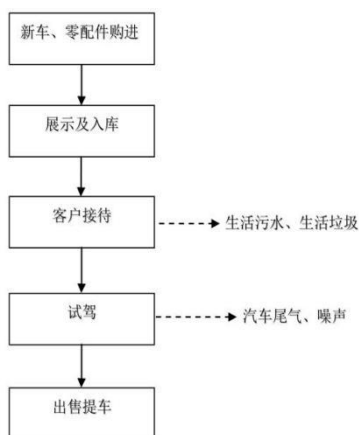 新车、零配件购进
展示及入库
客户接待
生活污水、生活垃圾
试驾
汽车尾气、噪声
出售提车